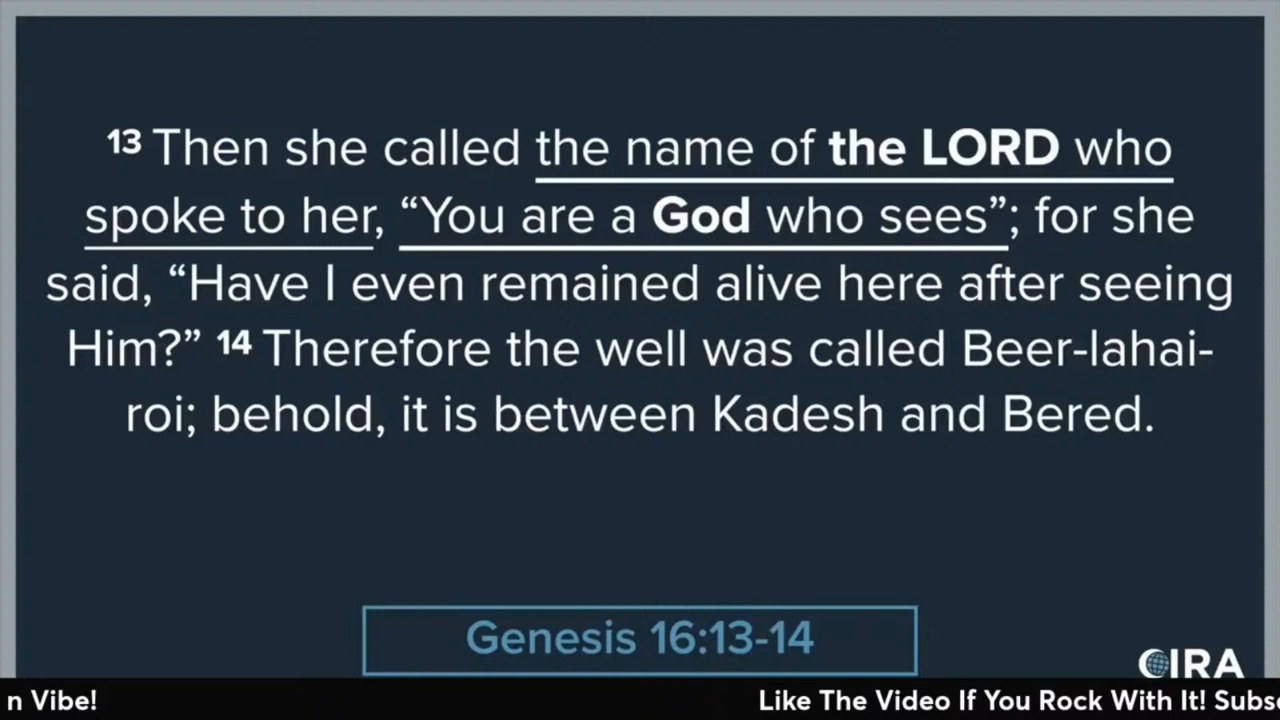 13 Then she called the name of the LORD who
spoke to her, “You are a God who sees”; for she
said, “Have I even remained alive here after seeing
Him?” 14 Therefore the well was called Beer-lahai-
roi; behold, it is between Kadesh and Bered.
Genesis 16:13-14
CIRA
n Vibe! Like The Video If You Rock With It! Subs